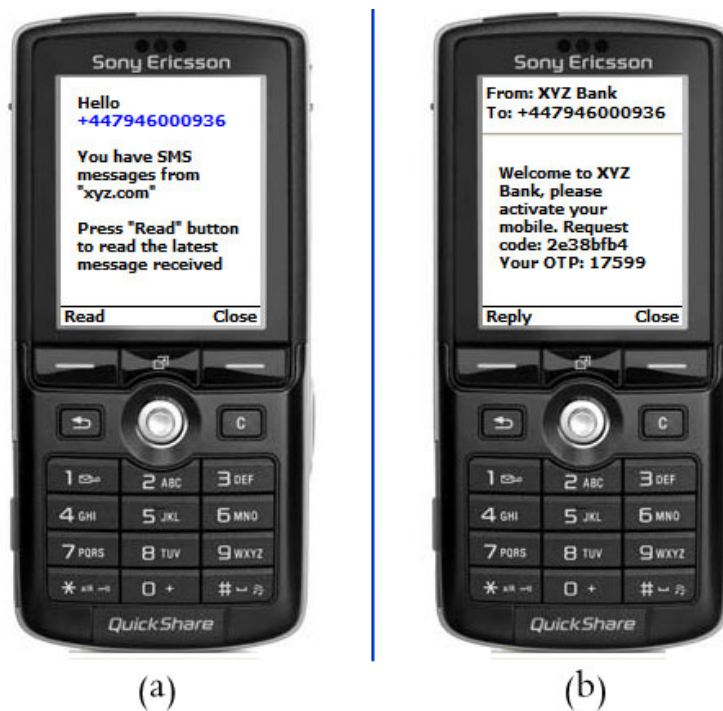 Sony Ericsson
Hello
+447946000936
You have SMS
messages from
"xyz.com"
Press "Read" button
to read the latest
message received
Read Close
C
1
2 ABC
3 DEF
4 GHI
5 JKL
6 MNO
7 PQRS
8 TUV
9 WXYZ
* a/A
0 +
#
QuickShare
(a)
Sony Ericsson
From: XYZ Bank
To: +447946000936
Welcome to XYZ
Bank, please
activate your
mobile. Request
code: 2e38bfb4
Your OTP: 17599
Reply Close
C
1
2 ABC
3 DEF
4 GHI
5 JKL
6 MNO
7 PQRS
8 TUV
9 WXYZ
* a/A
0 +
#
QuickShare
(b)